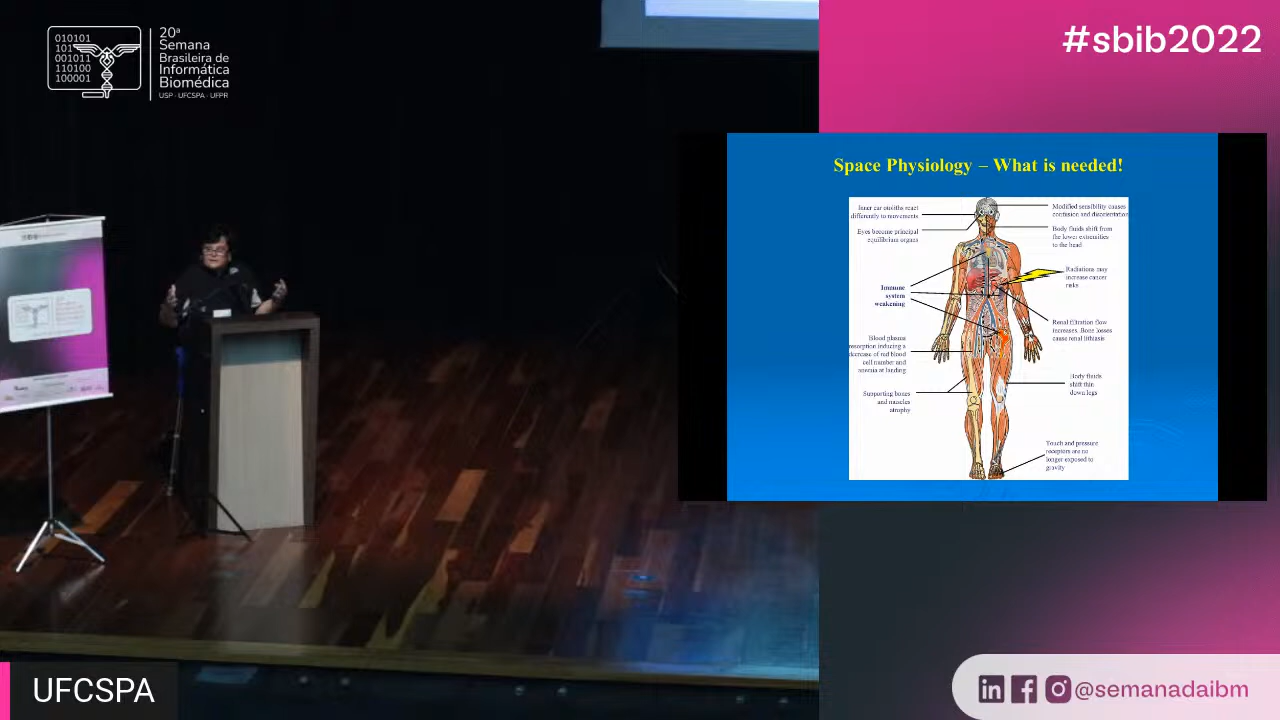 010101
101
001011
110100
100001
20ª
Semana
Brasileira de
Informática
Biomédica
USP - UFCSPA - UFPR
#sbib2022
Space Physiology – What is needed!
Inner ear otoliths react
differently to movements
Eyes become principal
equilibrium organs
Immune
system
weakening
Blood plasma
resorption inducing a
decrease of red blood
cell number and
anemia at landing
Supporting bones
and muscles
atrophy
Modified sensibility causes
confusion and disorientation
Body fluids shift from
the lower extremities
to the head
Radiations may
increase cancer
risks
Renal filtration flow
increases. Bone losses
cause renal lithiasis
Body fluids
shift thin
down legs
Touch and pressure
receptors are no
longer exposed to
gravity
UFCSPA
in f @semanadaibm